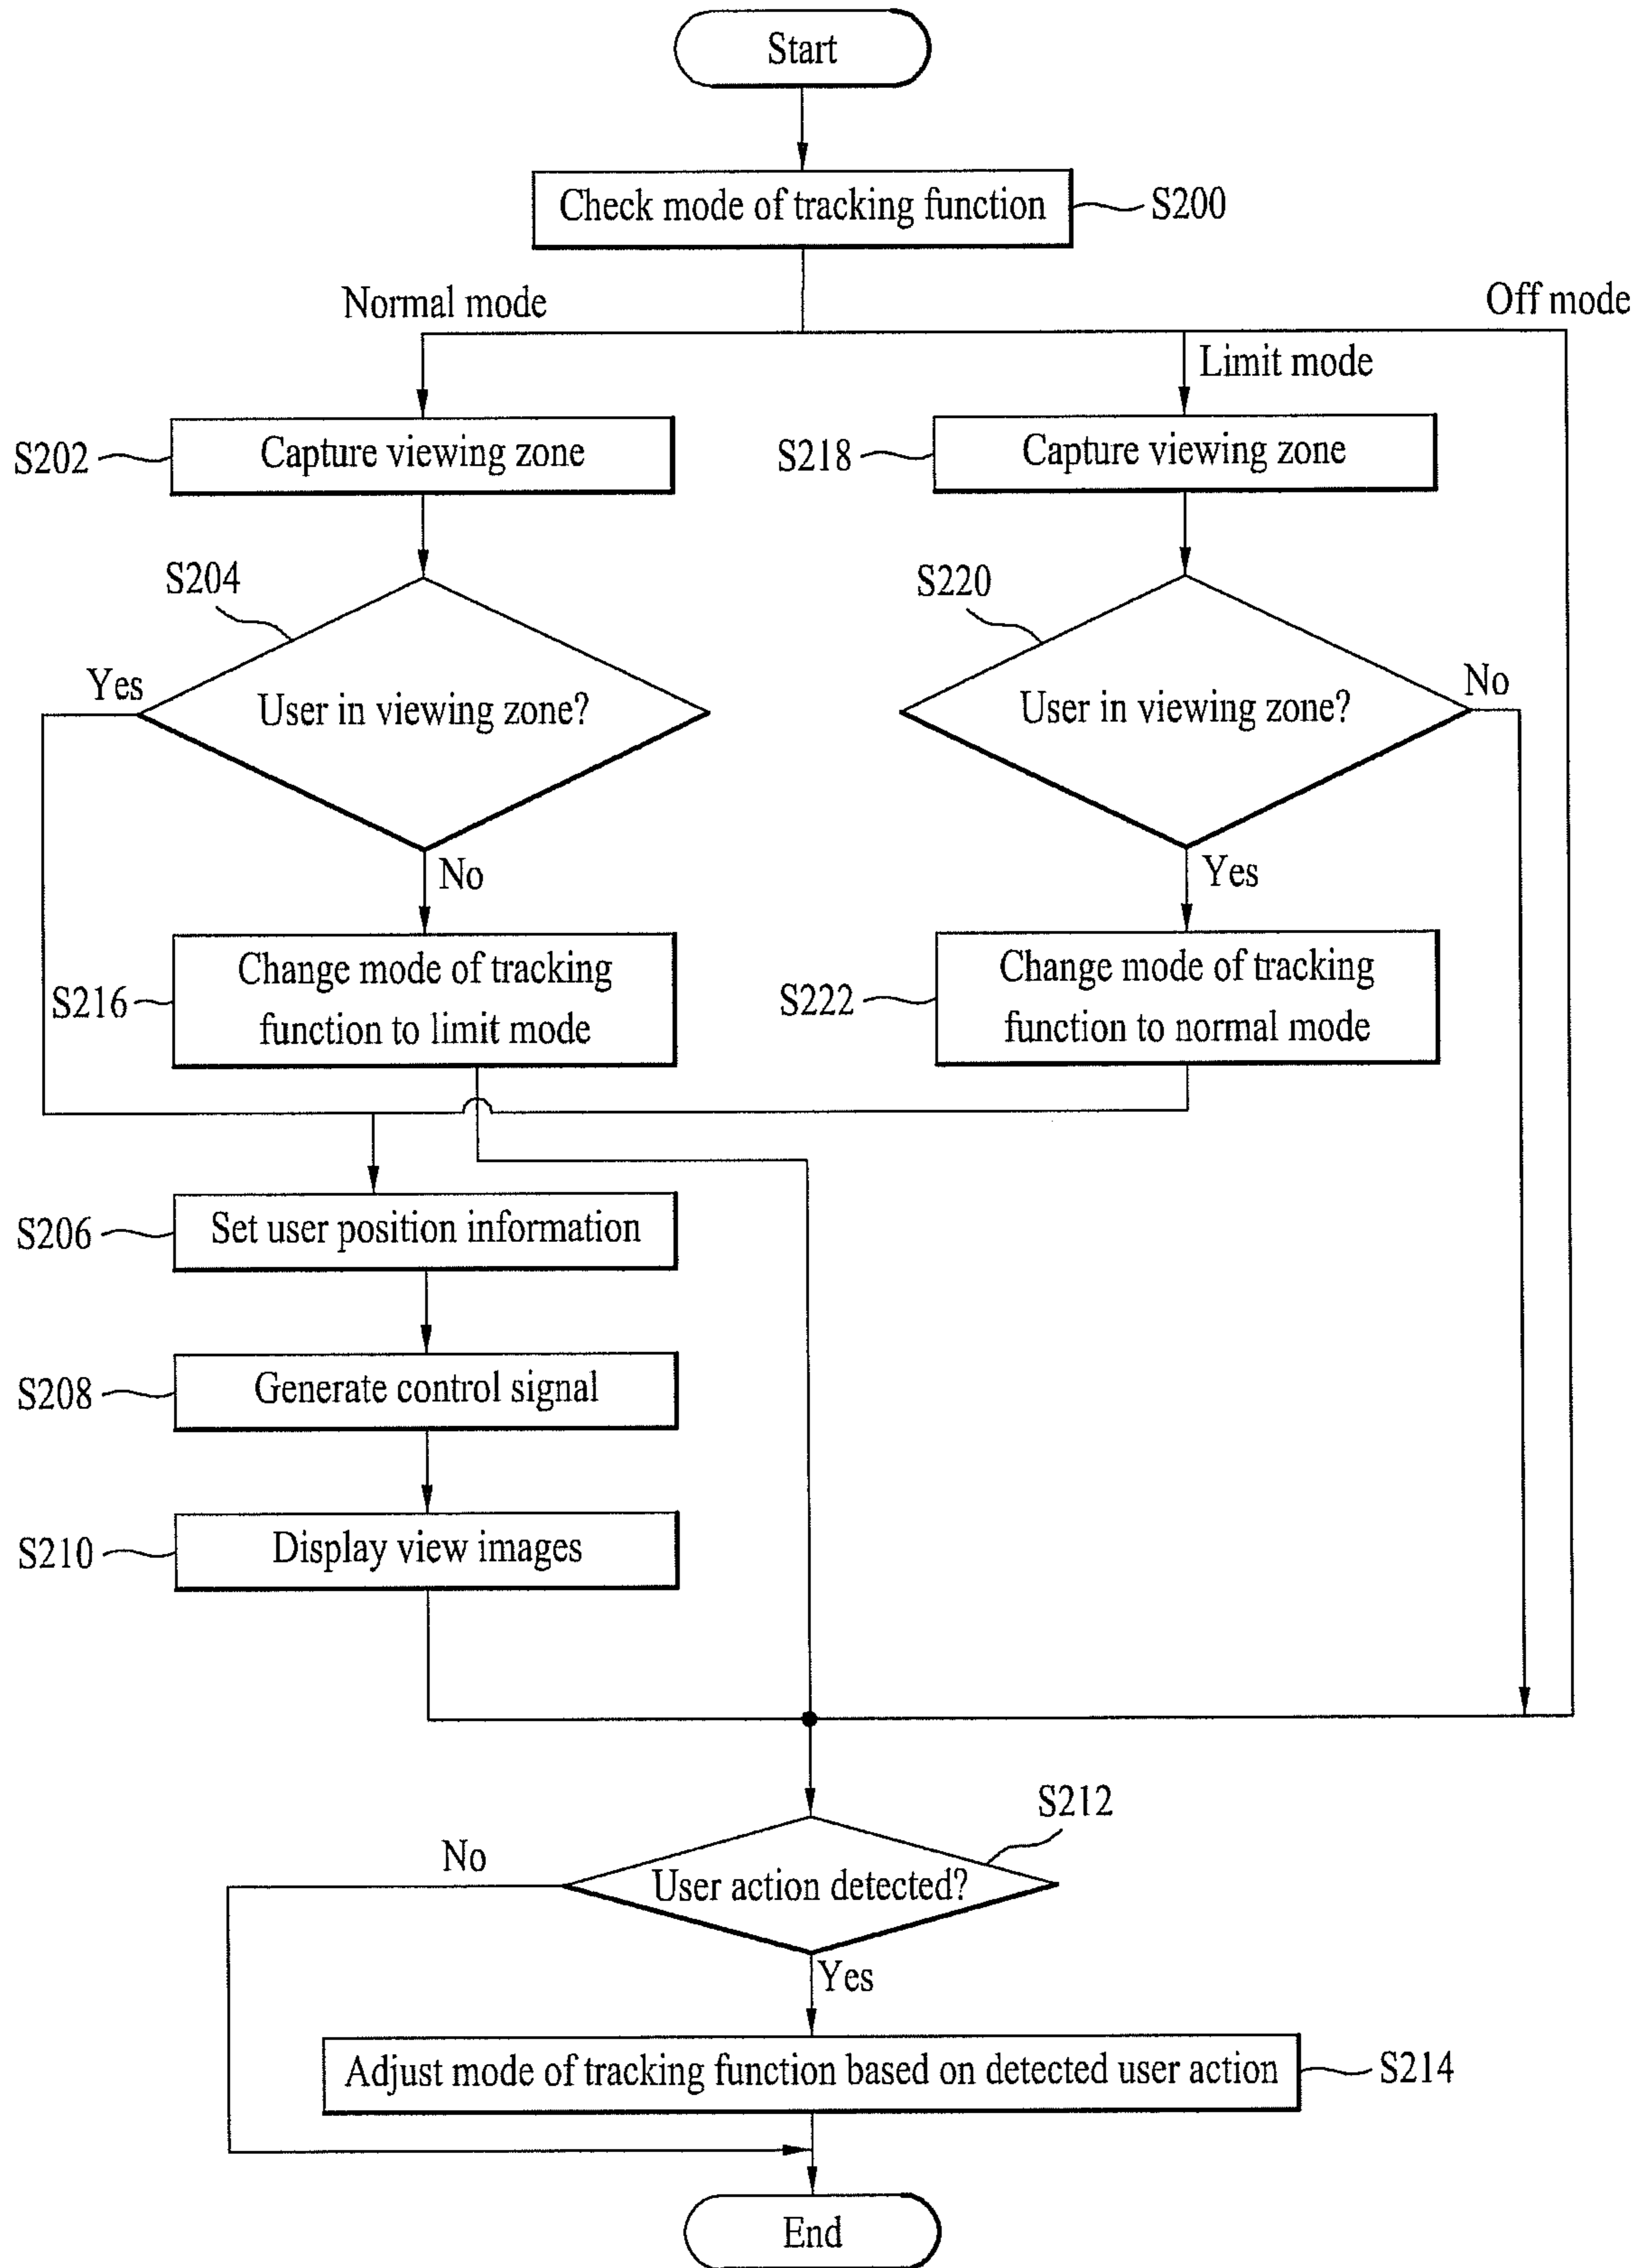 Start
Check mode of tracking function
S200
Normal mode
Off mode
Limit mode
S202
Capture viewing zone
S218
Capture viewing zone
S204
S220
Yes
User in viewing zone?
User in viewing zone?
No
No
Yes
S216
Change mode of tracking
function to limit mode
S222
Change mode of tracking
function to normal mode
S206
Set user position information
S208
Generate control signal
S210
Display view images
S212
No
User action detected?
Yes
Adjust mode of tracking function based on detected user action
S214
End